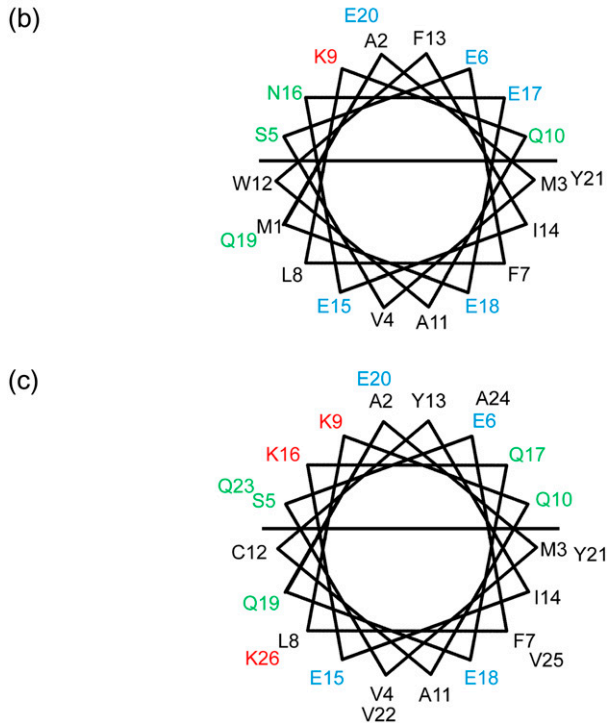 (b)
E20
A2 F13
K9 E6
N16 E17
S5 Q10
W12 M3 Y21
M1 I14
Q19
L8 F7
E15 E18
V4 A11
(c)
E20 A24
A2 Y13
K9 E6
K16 Q17
Q23
S5 Q10
C12 M3 Y21
Q19 I14
L8 F7
K26 V25
E15 E18
V4 A11
V22